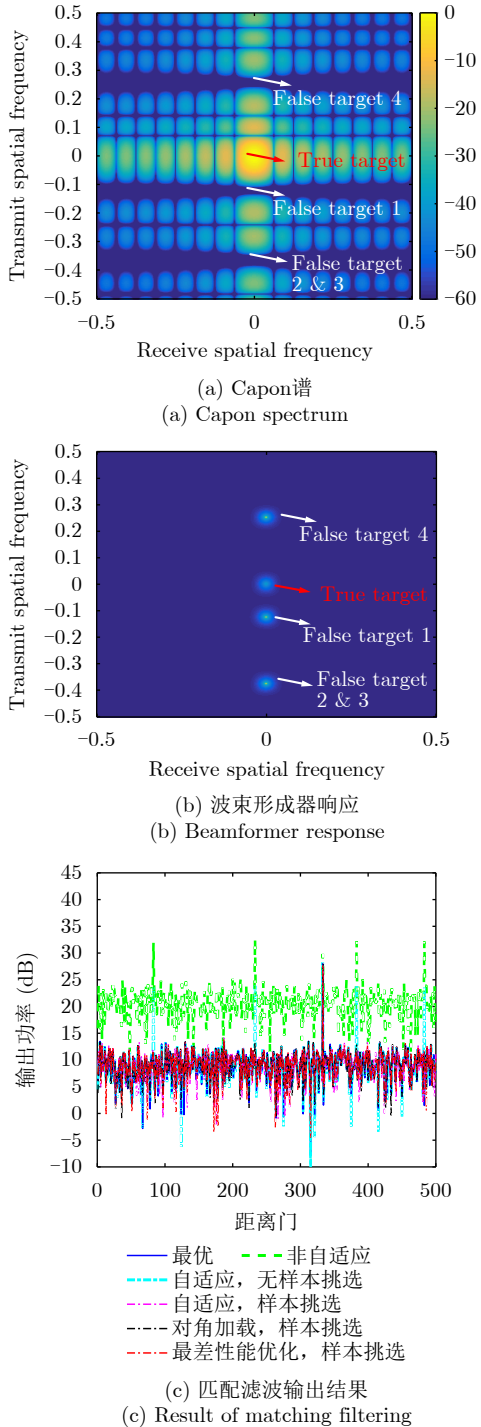 0.5
0.4
0.3
0.2
0.1
0
−0.1
−0.2
−0.3
−0.4
−0.5
Transmit spatial frequency
False target 4
True target
False target 1
False target
2 & 3
−0.5
0
0.5
Receive spatial frequency
0
−10
−20
−30
−40
−50
−60
(a) Capon谱
(a) Capon spectrum
0.5
0.4
0.3
0.2
0.1
0
−0.1
−0.2
−0.3
−0.4
−0.5
Transmit spatial frequency
False target 4
True target
False target 1
False target
2 & 3
−0.5
0
0.5
Receive spatial frequency
(b) 波束形成器响应
(b) Beamformer response
45
40
35
30
25
20
15
10
5
0
−5
−10
输出功率 (dB)
0
100
200
300
400
500
距离门
最优
非自适应
自适应，无样本挑选
自适应，样本挑选
对角加载，样本挑选
最差性能优化，样本挑选
(c) 匹配滤波输出结果
(c) Result of matching filtering